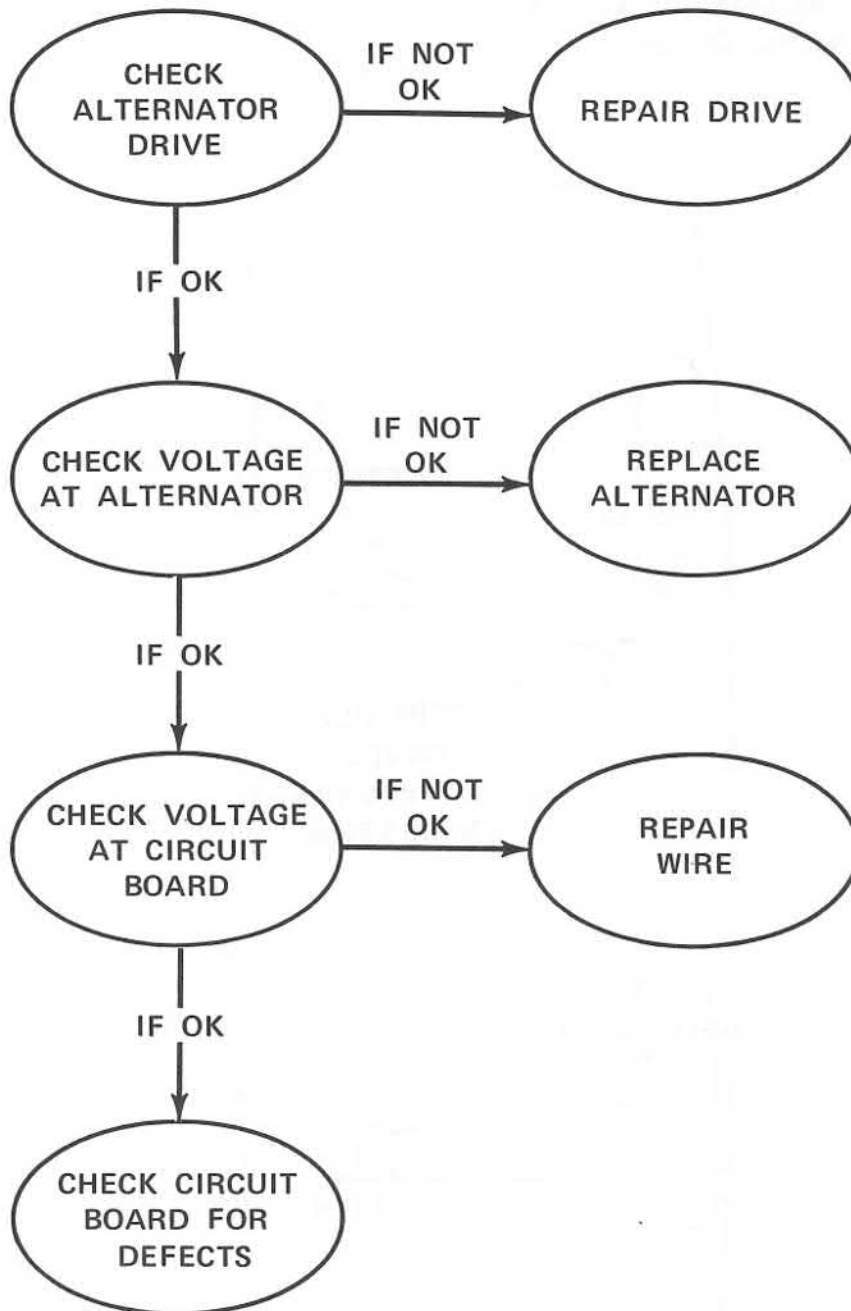 CHECK
ALTERNATOR
DRIVE
IF NOT
OK
REPAIR DRIVE
IF OK
CHECK VOLTAGE
AT ALTERNATOR
IF NOT
OK
REPLACE
ALTERNATOR
IF OK
CHECK VOLTAGE
AT CIRCUIT
BOARD
IF NOT
OK
REPAIR
WIRE
IF OK
CHECK CIRCUIT
BOARD FOR
DEFECTS